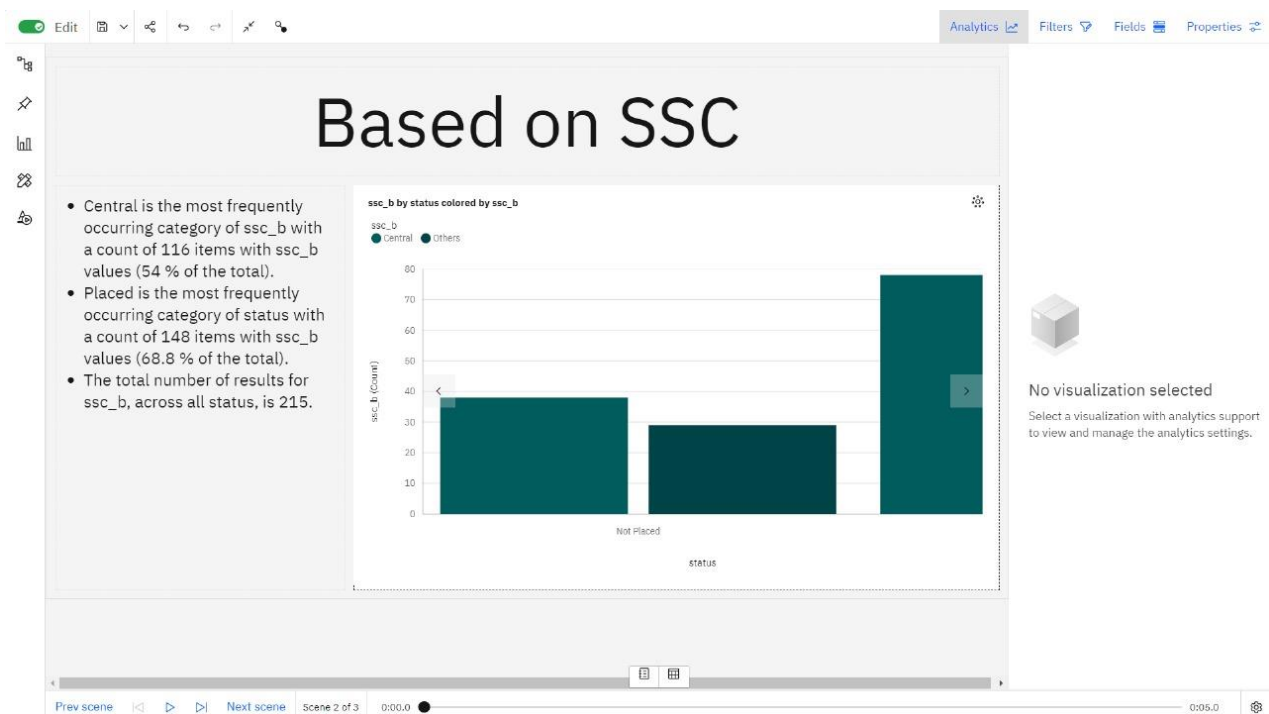 Edit
Analytics
Filters
Fields
Properties
Based on SSC
• Central is the most frequently
occurring category of ssc_b with
a count of 116 items with ssc_b
values (54 % of the total).
• Placed is the most frequently
occurring category of status with
a count of 148 items with ssc_b
values (68.8 % of the total).
• The total number of results for
ssc_b, across all status, is 215.
ssc_b by status colored by ssc_b
ssc_b
Central Others
80
70
60
50
40
30
20
10
0
ssc_b (Count)
Not Placed
status
No visualization selected
Select a visualization with analytics support
to view and manage the analytics settings.
Prev scene
Next scene
Scene 2 of 3
0:00.0
0:05.0